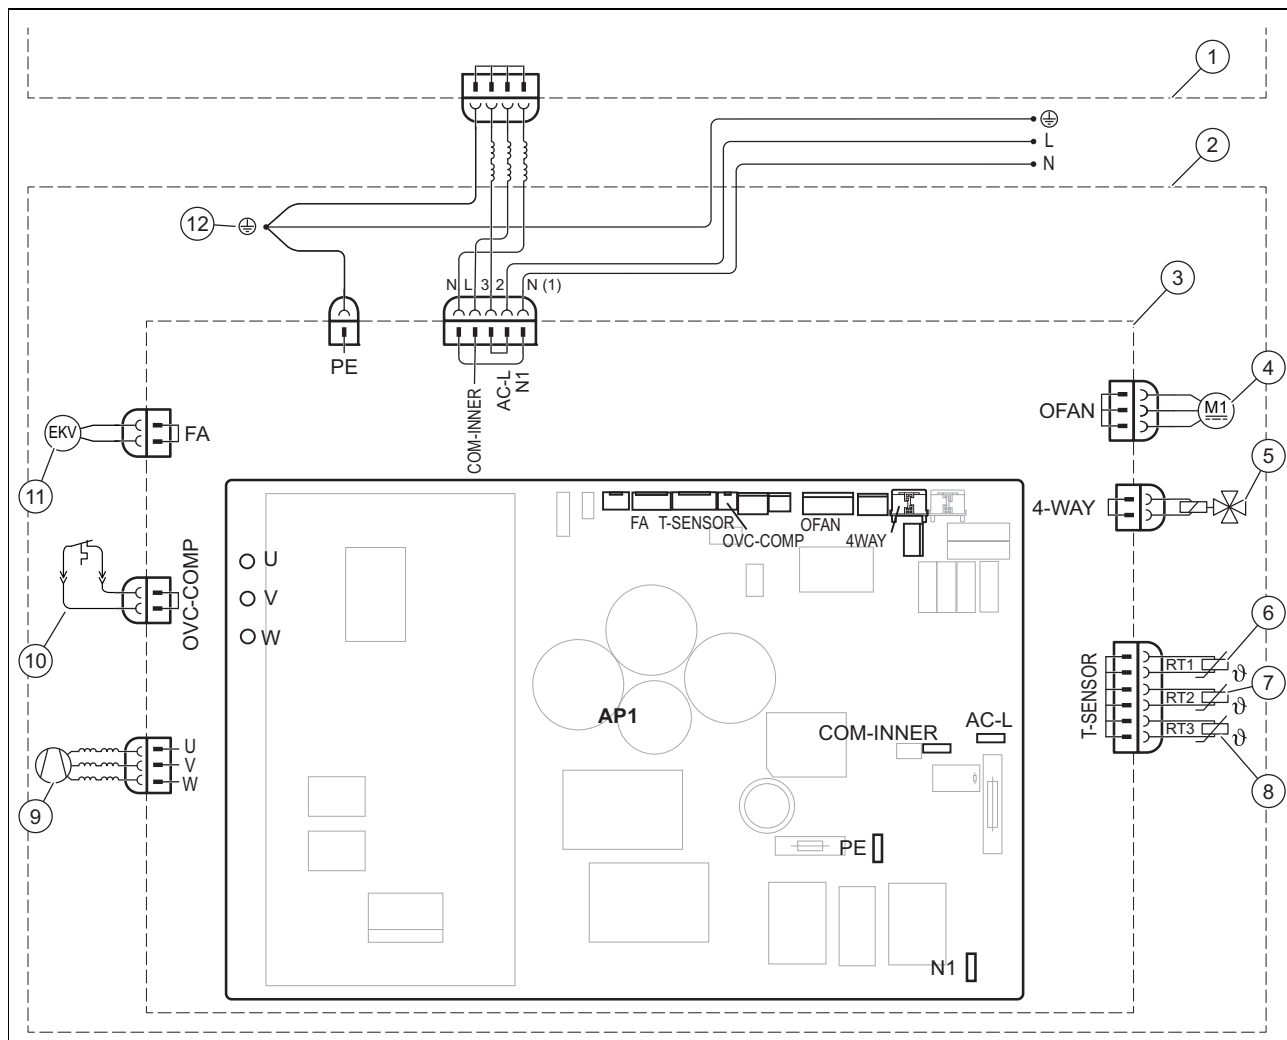 1
L
N
2
12
N L 3 2 N (1)
3
PE
COM-INNER
AC-L
N1
4
OFAN
M1
EKV
FA
11
5
4-WAY
FA T-SENSOR
OVC-COMP
OFAN
4WAY
OVC-COMP
U
V
W
10
6
T-SENSOR
RT1
ϑ
7
RT2
ϑ
RT3
ϑ
8
AP1
COM-INNER
AC-L
U
V
W
9
PE
N1